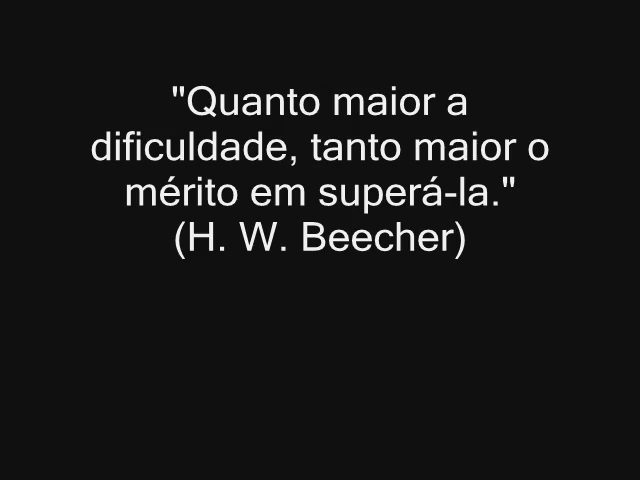 "Quanto maior a
dificuldade, tanto maior o
mérito em superá-la."
(H. W. Beecher)